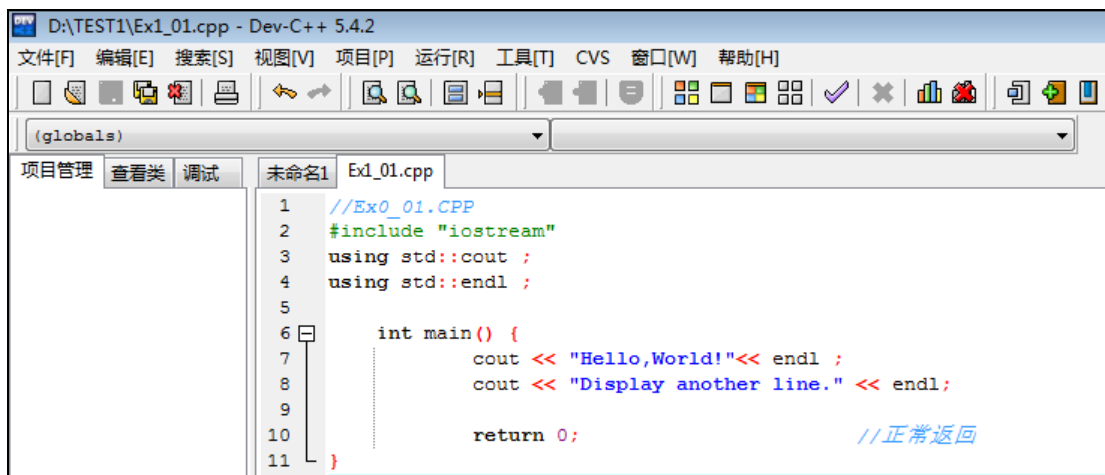 D:\TEST1\Ex1_01.cpp - Dev-C++ 5.4.2
文件[F] 编辑[E] 搜索[S] 视图[V] 项目[P] 运行[R] 工具[T] CVS 窗口[W] 帮助[H]
(globals)
项目管理 查看类 调试 未命名1 Ex1_01.cpp
1 //Ex0_01.CPP
2 #include "iostream"
3 using std::cout ;
4 using std::endl ;
5
6 int main() {
7 cout << "Hello,World!"<< endl ;
8 cout << "Display another line." << endl;
9
10 return 0; //正常返回
11 }